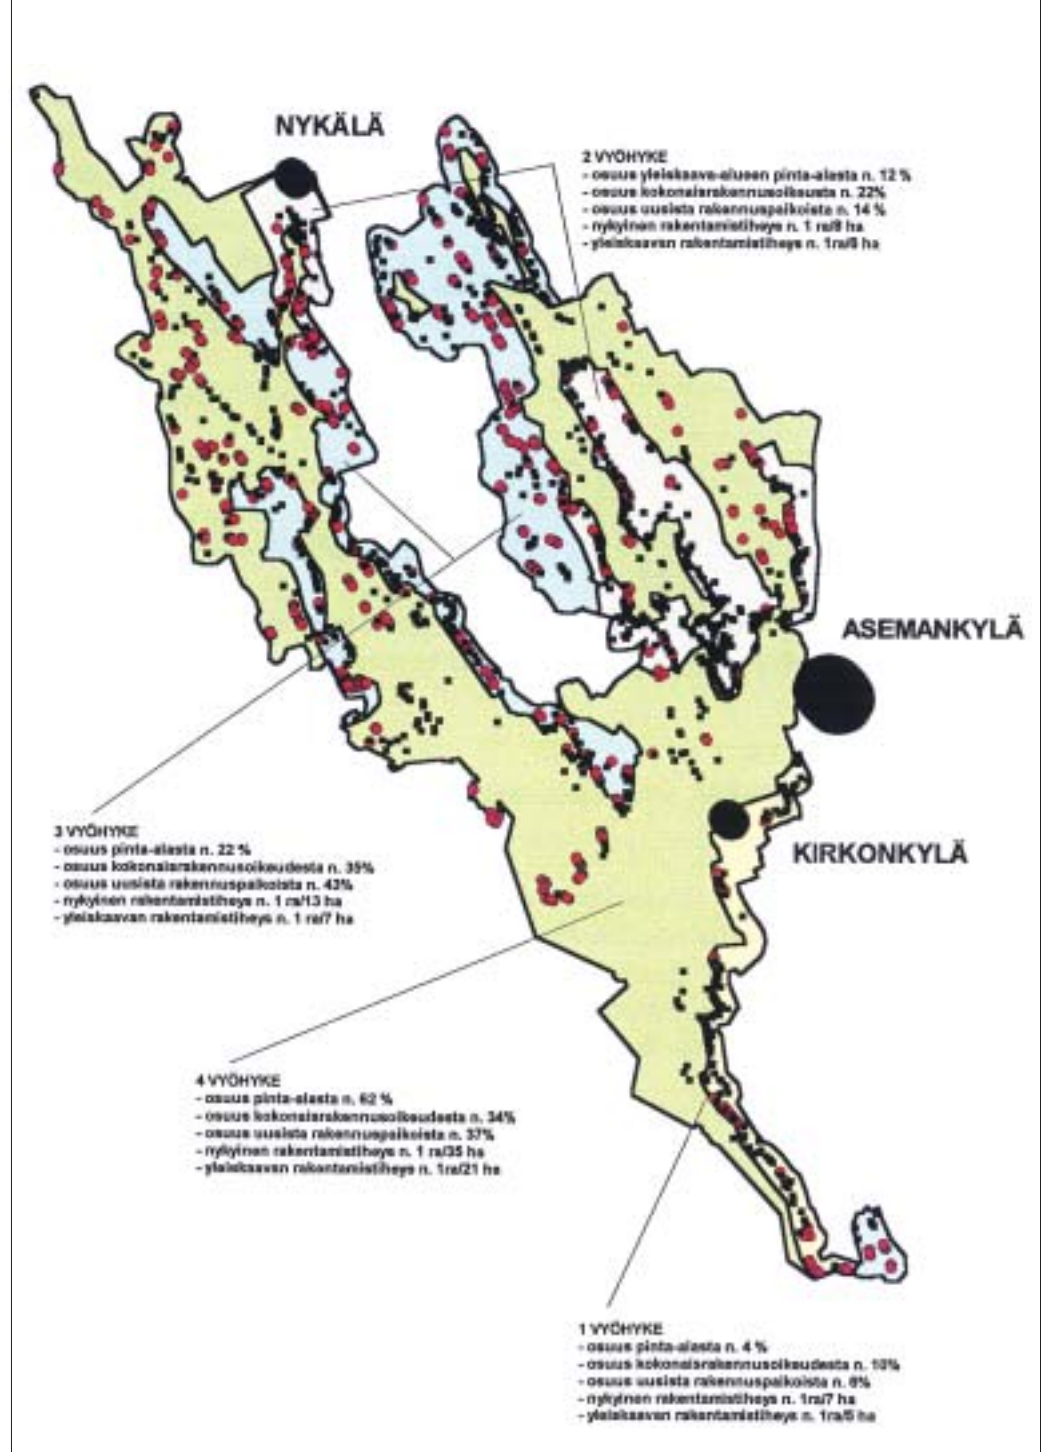 NYKÄLÄ
2 VYÖHYKE
- osuus yleiskaava-alueen pinta-alasta n. 12 %
- osuus kokonaisrakennusoikeusta n. 22%
- osuus uusista rakennuspaikoista n. 14 %
- nykyinen rakentamistiheys n. 1 ra/8 ha
- yleiskaavan rakentamistiheys n. 1ra/6 ha
ASEMANKYLÄ
3 VYÖHYKE
- osuus pinta-alasta n. 22 %
- osuus kokonaisrakennusoikeudesta n. 35%
- osuus uusista rakennuspaikoista n. 43%
- nykyinen rakentamistiheys n. 1 ra/13 ha
- yleiskaavan rakentamistiheys n. 1 ra/7 ha
KIRKONKYLÄ
4 VYÖHYKE
- osuus pinta-alasta n. 62 %
- osuus kokonaisrakennusoikeudesta n. 34%
- osuus uusista rakennuspaikoista n. 37%
- nykyinen rakentamistiheys n. 1 ra/35 ha
- yleiskaavan rakentamistiheys n. 1ra/21 ha
1 VYÖHYKE
- osuus pinta-alasta n. 4 %
- osuus kokonaisrakennusoikeudesta n. 10%
- osuus uusista rakennuspaikoista n. 6%
- nykyinen rakentamistiheys n. 1ra/7 ha
- yleiskaavan rakentamistiheys n. 1ra/5 ha